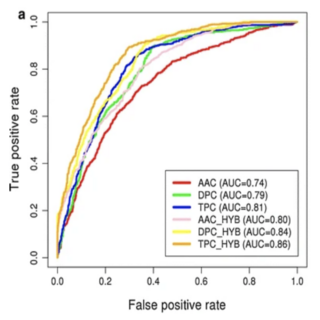 a
1.0
0.8
0.6
0.4
0.2
0.0
True positive rate
AAC (AUC=0.74)
DPC (AUC=0.79)
TPC (AUC=0.81)
AAC_HYB (AUC=0.80)
DPC_HYB (AUC=0.84)
TPC_HYB (AUC=0.86)
0.0 0.2 0.4 0.6 0.8 1.0
False positive rate